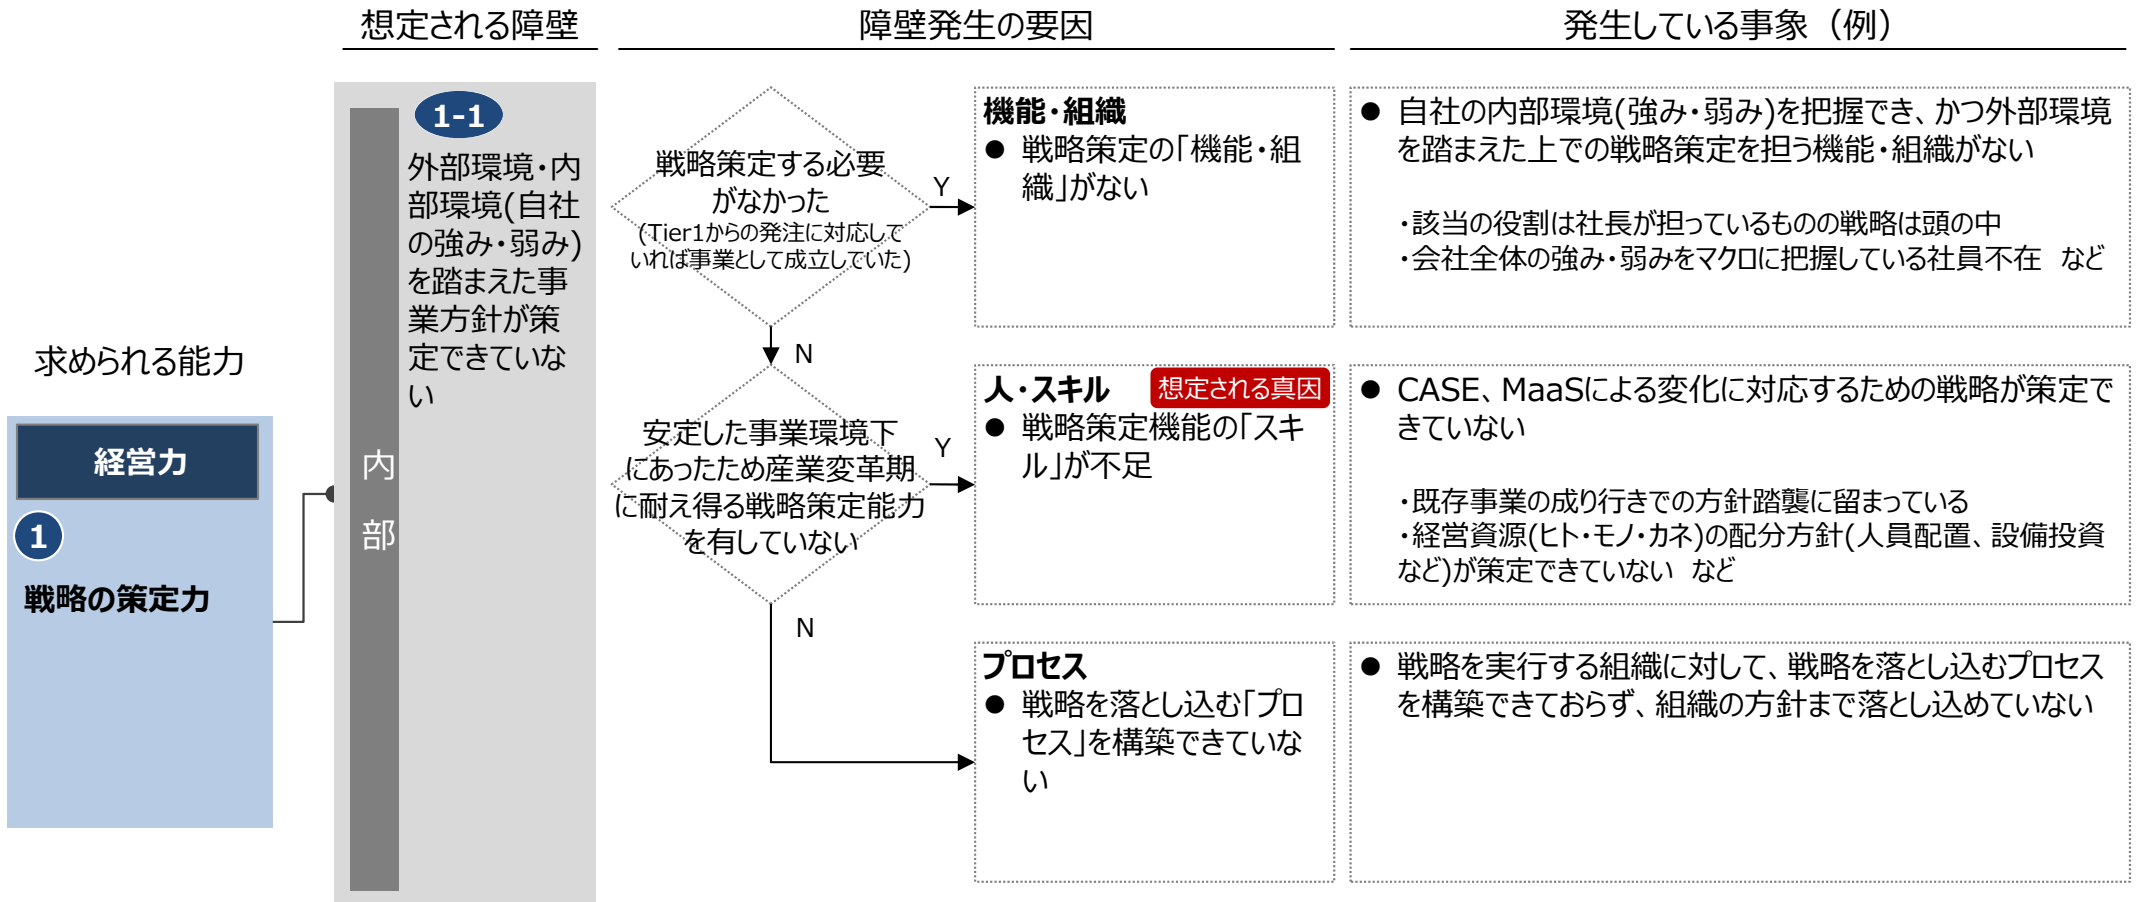 想定される障壁
障壁発生の要因
発生している事象（例）
求められる能力
経営力
1
戦略の策定力
内
部
1-1
外部環境・内
部環境(自社
の強み・弱み)
を踏まえた事
業方針が策
定できていな
い
戦略策定する必要
がなかった
(Tier1からの発注に対応して
いれば事業として成立していた)
Y
N
機能・組織
● 戦略策定の「機能・組
織」がない
● 自社の内部環境(強み・弱み)を把握でき、かつ外部環境
を踏まえた上での戦略策定を担う機能・組織がない
・該当の役割は社長が担っているものの戦略は頭の中
・会社全体の強み・弱みをマクロに把握している社員不在 など
安定した事業環境下
にあったため産業変革期
に耐え得る戦略策定能力
を有していない
Y
N
人・スキル
想定される真因
● 戦略策定機能の「スキ
ル」が不足
● CASE、MaaSによる変化に対応するための戦略が策定で
きていない
・既存事業の成り行きでの方針踏襲に留まっている
・経営資源(ヒト・モノ・カネ)の配分方針(人員配置、設備投資
など)が策定できていない など
プロセス
● 戦略を落とし込む「プロ
セス」を構築できていな
い
● 戦略を実行する組織に対して、戦略を落とし込むプロセス
を構築できておらず、組織の方針まで落とし込めていない